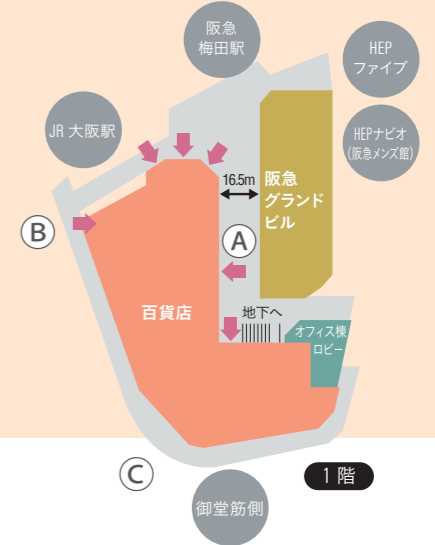 阪急
梅田駅
HEP
ファイブ
JR 大阪駅
HEPナビオ
(阪急メンズ館)
16.5m
阪急
グランド
ビル
B
A
百貨店
地下へ
オフィス棟
ロビー
C
1 階
御堂筋側